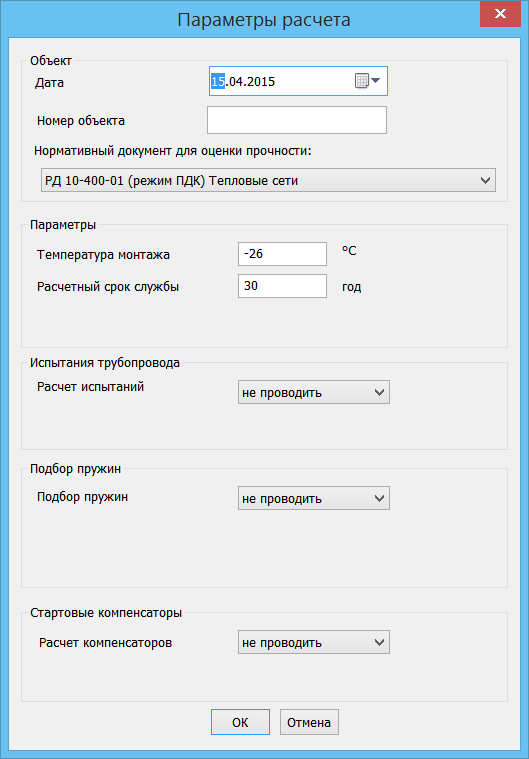 Параметры расчета
Объект
Дата 15.04.2015
Номер объекта
Нормативный документ для оценки прочности:
РД 10-400-01 (режим ПДК) Тепловые сети
Параметры
Температура монтажа -26 °C
Расчетный срок службы 30 год
Испытания трубопровода
Расчет испытаний не проводить
Подбор пружин
Подбор пружин не проводить
Стартовые компенсаторы
Расчет компенсаторов не проводить
ОК Отмена